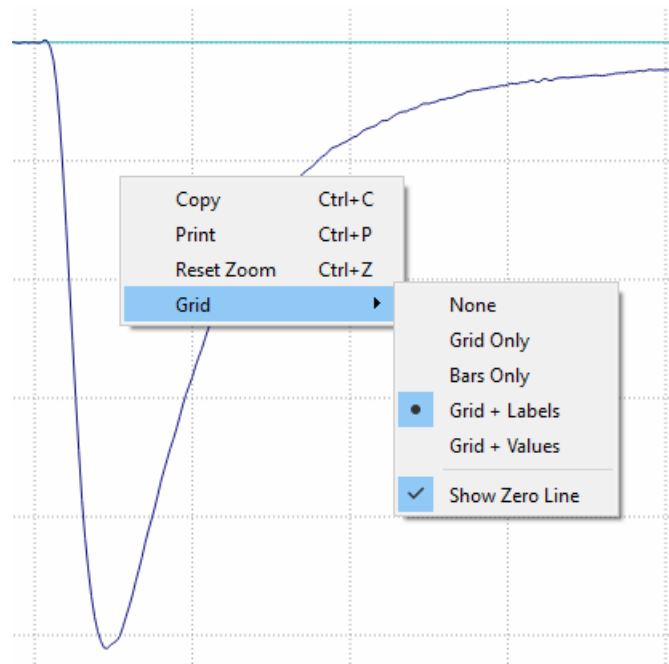 Copy Ctrl+C
Print Ctrl+P
Reset Zoom Ctrl+Z
Grid
None
Grid Only
Bars Only
Grid + Labels
Grid + Values
Show Zero Line